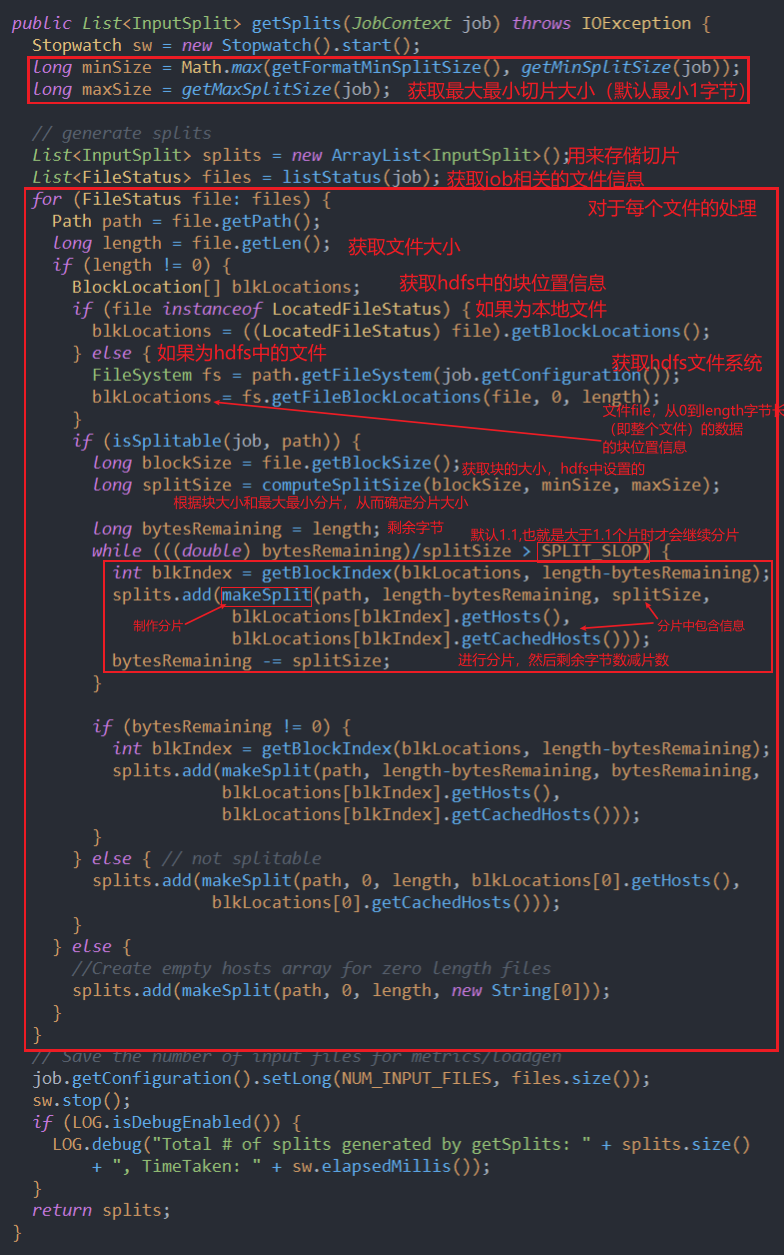 public List<InputSplit> getSplits(JobContext job) throws IOException {
Stopwatch sw = new Stopwatch().start();
long minSize = Math.max(getFormatMinSplitSize(), getMinSplitSize(job));
long maxSize = getMaxSplitSize(job); 获取最大最小切片大小（默认最小1字节）
// generate splits
List<InputSplit> splits = new ArrayList<InputSplit>();用来存储切片
List<FileStatus> files = listStatus(job); 获取job相关的文件信息
for (FileStatus file: files) { 对于每个文件的处理
Path path = file.getPath();
long length = file.getLen(); 获取文件大小
if (length != 0) {
BlockLocation[] blkLocations; 获取hdfs中的块位置信息
if (file instanceof LocatedFileStatus) { 如果为本地文件
blkLocations = ((LocatedFileStatus) file).getBlockLocations();
} else { 如果为hdfs中的文件 获取hdfs文件系统
FileSystem fs = path.getFileSystem(job.getConfiguration());
blkLocations = fs.getFileBlockLocations(file, 0, length);
文件file，从0到length字节长
}
（即整个文件）的数据
的块位置信息
if (isSplitable(job, path)) {
long blockSize = file.getBlockSize();获取块的大小，hdfs中设置的
long splitSize = computeSplitSize(blockSize, minSize, maxSize);
根据块大小和最大最小分片，从而确定分片大小
long bytesRemaining = length; 剩余字节 默认1.1,也就是大于1.1个片时才会继续分片
while (((double) bytesRemaining)/splitSize > SPLIT_SLOP) {
int blkIndex = getBlockIndex(blkLocations, length-bytesRemaining);
splits.add(makeSplit(path, length-bytesRemaining, splitSize,
blkLocations[blkIndex].getHosts(),
制作分片 分片中包含信息
blkLocations[blkIndex].getCachedHosts()));
bytesRemaining -= splitSize; 进行分片，然后剩余字节数减片数
}
if (bytesRemaining != 0) {
int blkIndex = getBlockIndex(blkLocations, length-bytesRemaining);
splits.add(makeSplit(path, length-bytesRemaining, bytesRemaining,
blkLocations[blkIndex].getHosts(),
blkLocations[blkIndex].getCachedHosts()));
}
} else { // not splitable
splits.add(makeSplit(path, 0, length, blkLocations[0].getHosts(),
blkLocations[0].getCachedHosts()));
}
} else {
//Create empty hosts array for zero length files
splits.add(makeSplit(path, 0, length, new String[0]));
}
}
// Save the number of input files for metrics/loadgen
job.getConfiguration().setLong(NUM_INPUT_FILES, files.size());
sw.stop();
if (LOG.isDebugEnabled()) {
LOG.debug("Total # of splits generated by getSplits: " + splits.size()
+ ", TimeTaken: " + sw.elapsedMillis());
}
return splits;
}